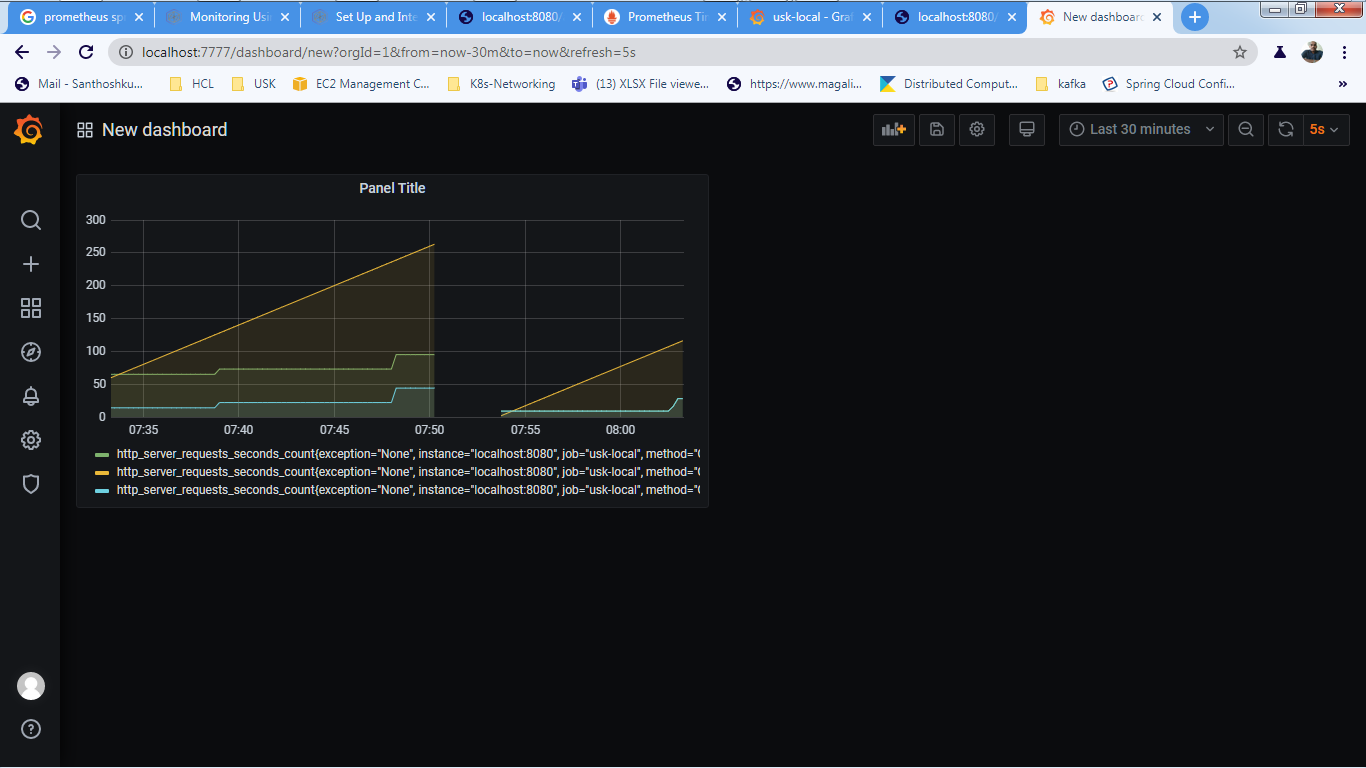 prometheus sp
Monitoring Usi
Set Up and Inte
localhost:8080/
Prometheus Tir
usk-local - Graf
localhost:8080/
New dashboard
localhost:7777/dashboard/new?orgId=1&from=now-30m&to=now&refresh=5s
Mail - Santhoshku...
HCL
USK
EC2 Management C...
K8s-Networking
(13) XLSX File viewe...
https://www.magali...
Distributed Comput...
kafka
Spring Cloud Confi...
»
New dashboard
Last 30 minutes
5s
Panel Title
300
250
200
150
100
50
0
07:35 07:40 07:45 07:50 07:55 08:00
http_server_requests_seconds_count{exception="None", instance="localhost:8080", job="usk-local", method="
http_server_requests_seconds_count{exception="None", instance="localhost:8080", job="usk-local", method="
http_server_requests_seconds_count{exception="None", instance="localhost:8080", job="usk-local", method="